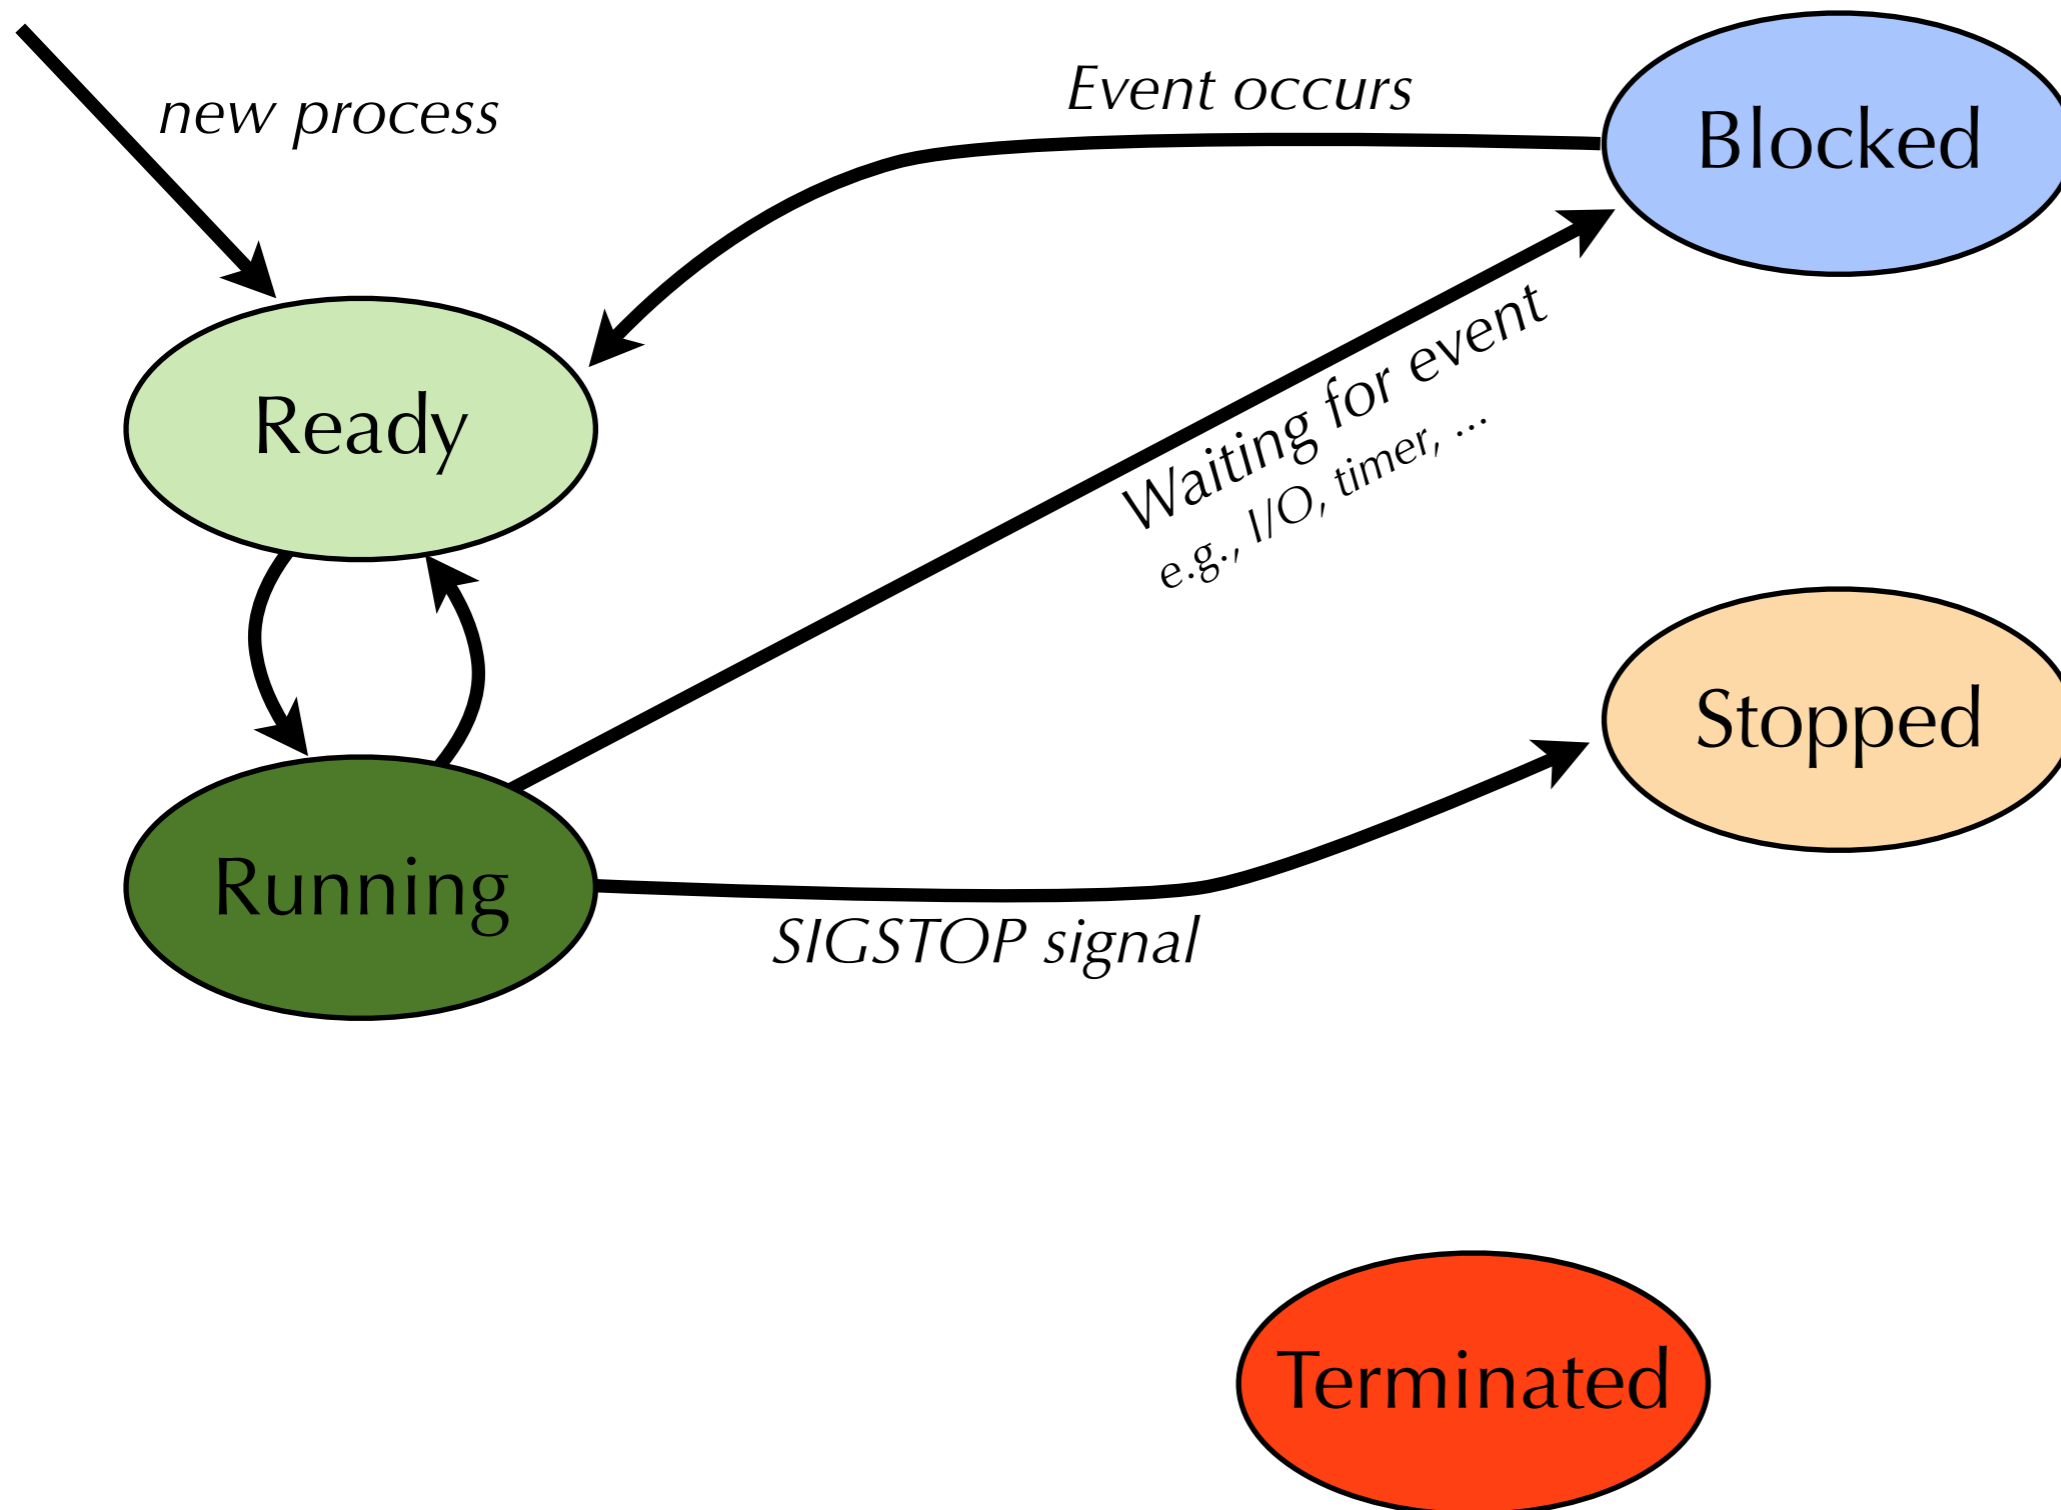 new process
Event occurs
Blocked
Ready
Waiting for event
e.g., I/O, timer, ...
Stopped
Running
SIGSTOP signal
Terminated